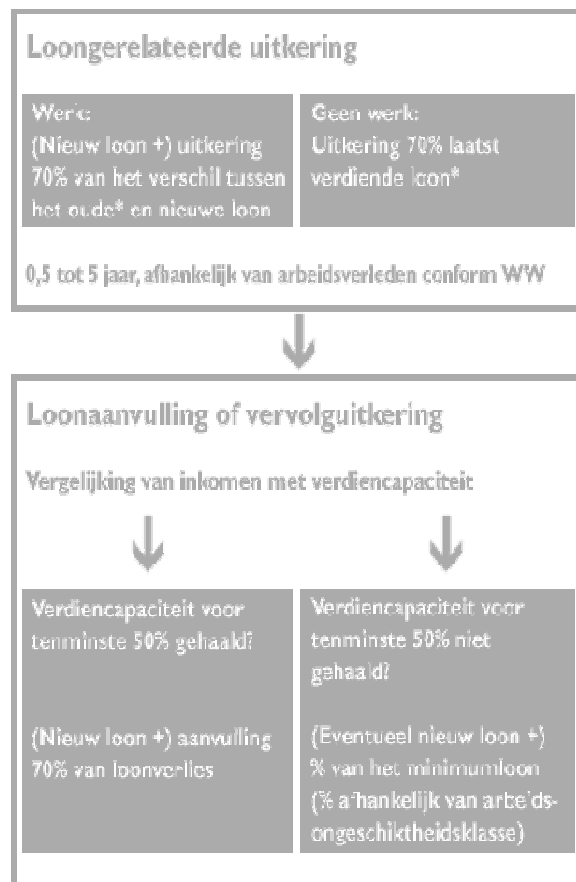 Loongerelateerde uitkering
Werk:
(Nieuw loon +) uitkering
70% van het verschil tussen
het oude* en nieuwe loon
Geen werk:
Uitkering 70% laatst
verdiende loon*
0,5 tot 5 jaar, afhankelijk van arbeidsverleden conform WW
Loonaanvulling of vervolguitkering
Vergelijking van inkomen met verdiencapaciteit
Verdiencapaciteit voor
tenminste 50% gehaald?
(Nieuw loon +) aanvulling
70% van loonverlies
Verdiencapaciteit voor
tenminste 50% niet
gehaald?
(Eventueel nieuw loon +)
% van het minimumloon
(% afhankelijk van arbeids-
ongeschiktheidsklasse)